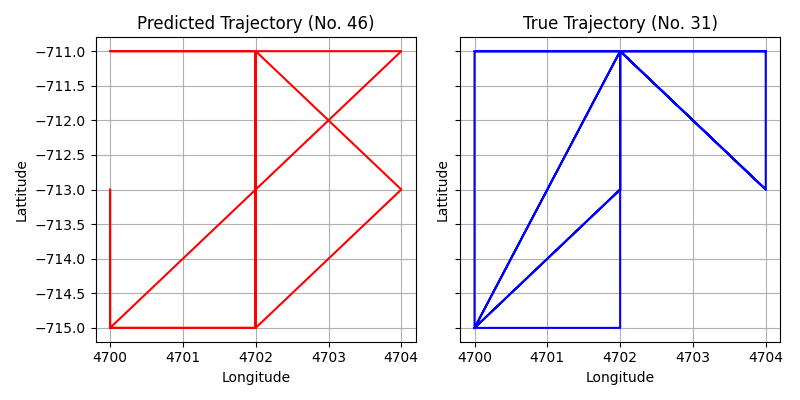 Predicted Trajectory (No. 46)
True Trajectory (No. 31)
−711.0
−711.5
−712.0
−712.5
−713.0
−713.5
−714.0
−714.5
−715.0
Lattitude
Lattitude
4700 4701 4702 4703 4704
4700 4701 4702 4703 4704
Longitude
Longitude